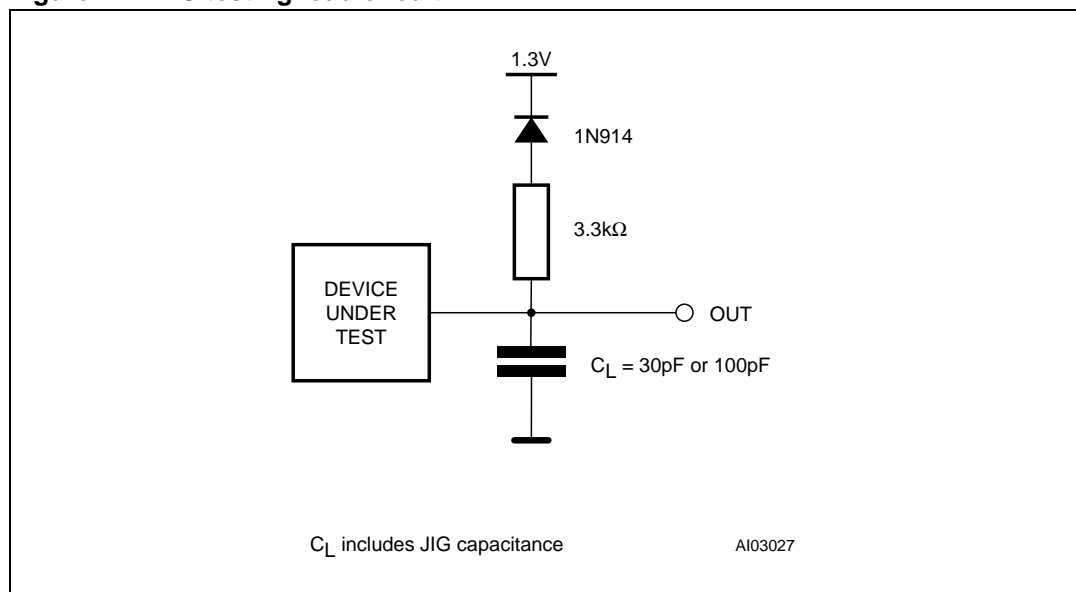 1.3V
1N914
3.3kΩ
DEVICE
UNDER
TEST
OUT
CL = 30pF or 100pF
CL includes JIG capacitance
AI03027